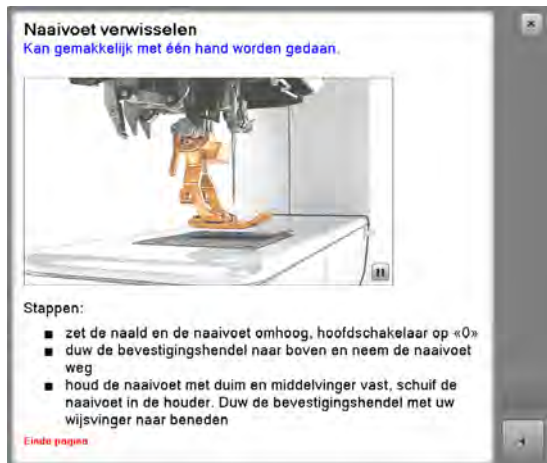 Naaivoet verwisselen
Kan gemakkelijk met één hand worden gedaan.
Stappen:
zet de naald en de naaivoet omhoog, hoofdschakelaar op «0»
duw de bevestigingshendel naar boven en neem de naaivoet
weg
houd de naaivoet met duim en middelvinger vast, schuif de
naaivoet in de houder. Duw de bevestigingshendel met uw
wijsvinger naar beneden
Einde pagina